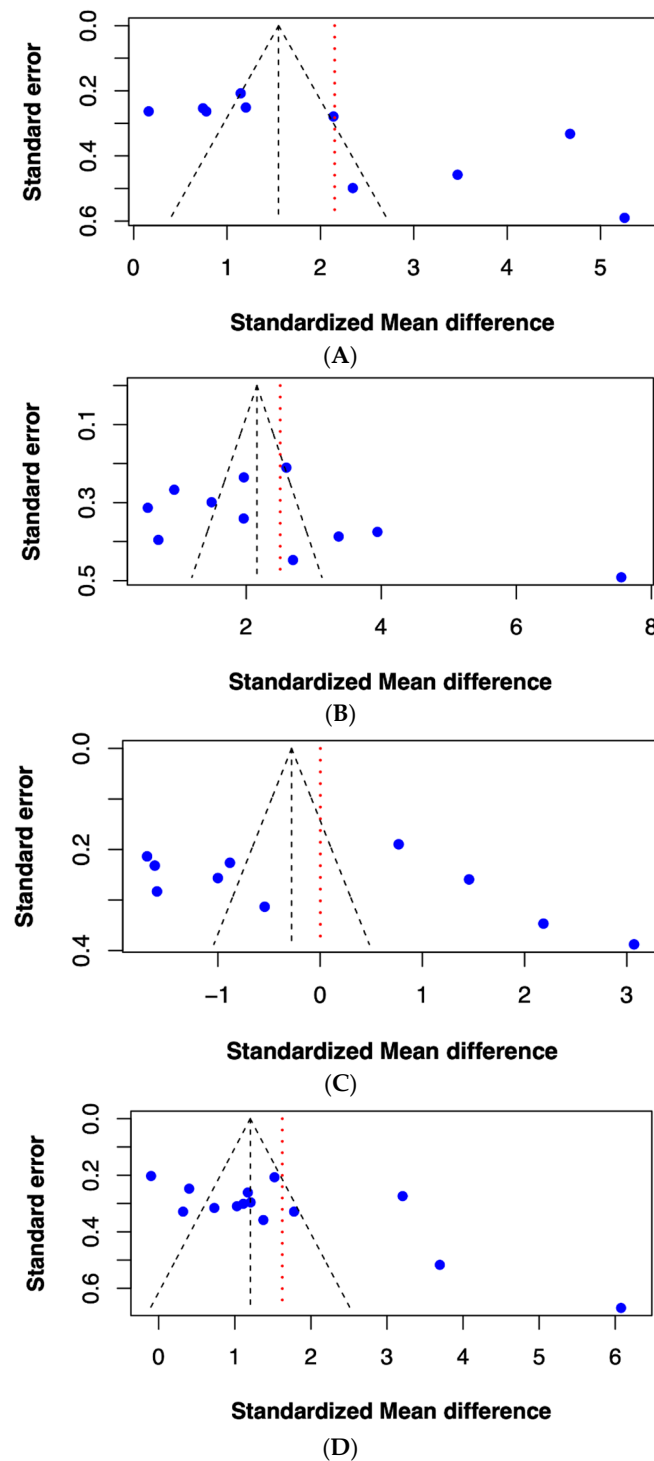 0.0
0.2
0.4
0.6
Standard error
0 1 2 3 4 5
Standardized Mean difference
(A)
0.1
0.3
0.5
Standard error
2 4 6 8
Standardized Mean difference
(B)
0.0
0.2
0.4
Standard error
−1 0 1 2 3
Standardized Mean difference
(C)
0.0
0.2
0.4
0.6
Standard error
0 1 2 3 4 5 6
Standardized Mean difference
(D)